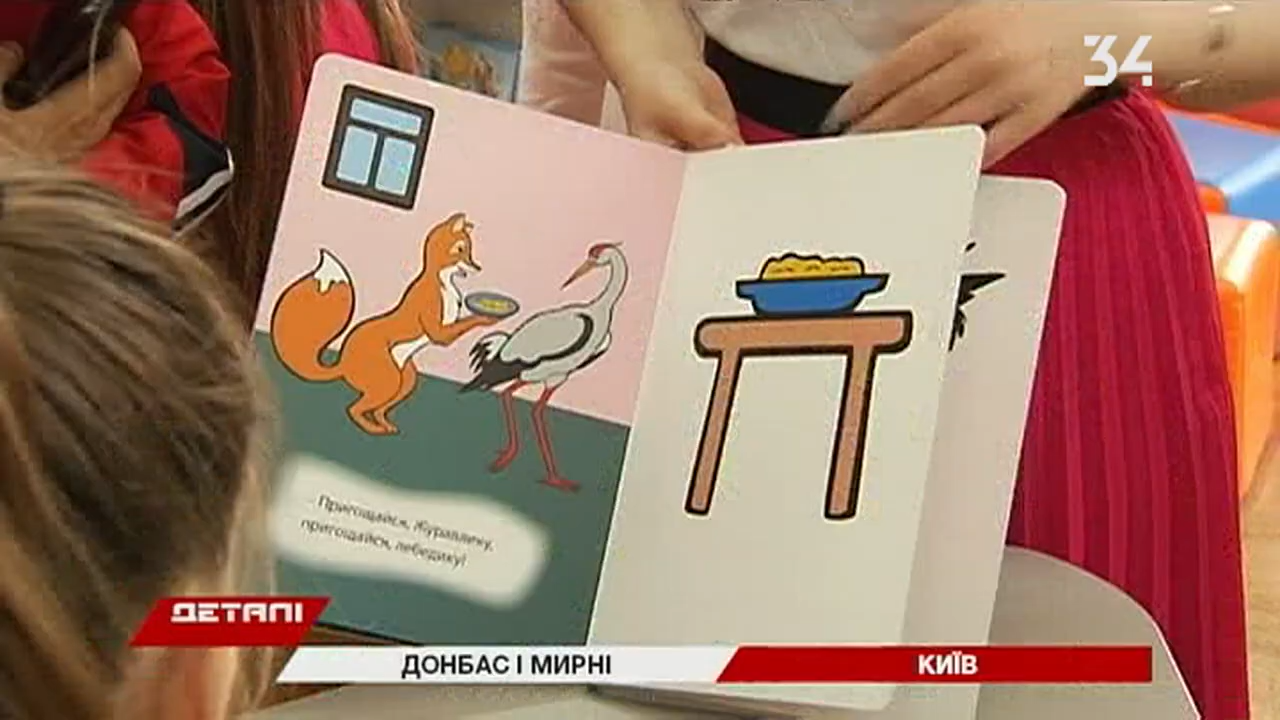 34
- Пригощайся, Журавлику,
пригощайся, лебедику!
ДЕТАЛІ
ДОНБАС І МИРНІ
КИЇВ